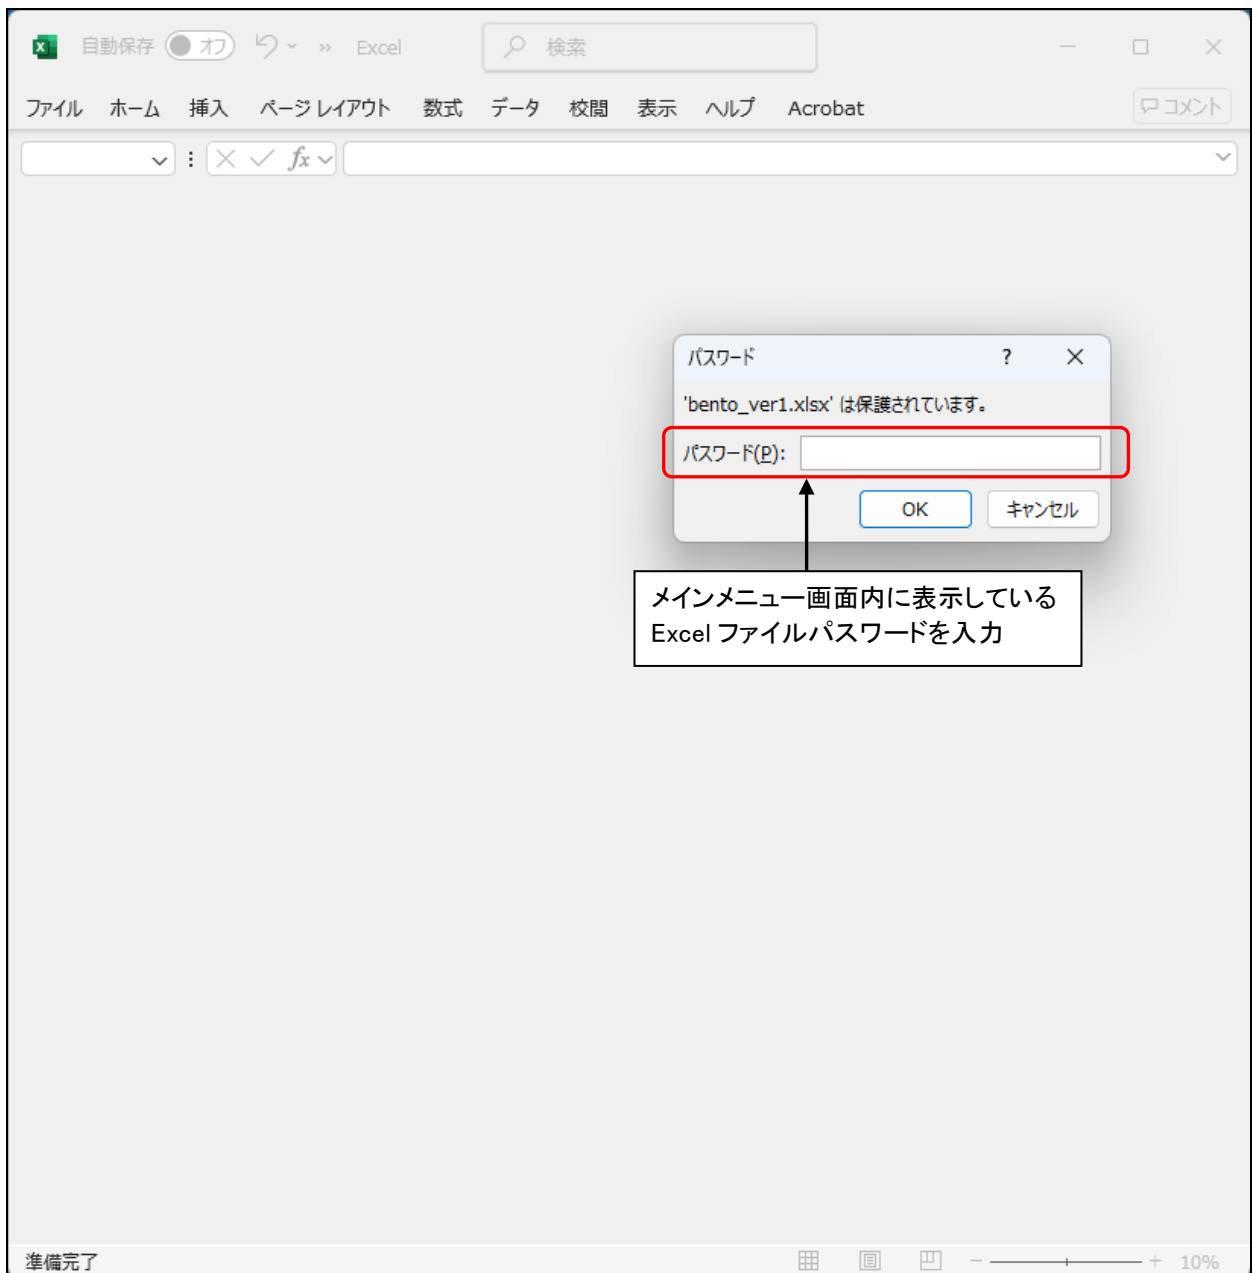 自動保存 オフ Excel 検索
ファイル ホーム 挿入 ページ レイアウト 数式 データ 校閲 表示 ヘルプ Acrobat コメント
fx
パスワード ?
'bento_ver1.xlsx' は保護されています。
パスワード(P):
OK キャンセル
メインメニュー画面内に表示している
Excel ファイルパスワードを入力
準備完了 10%